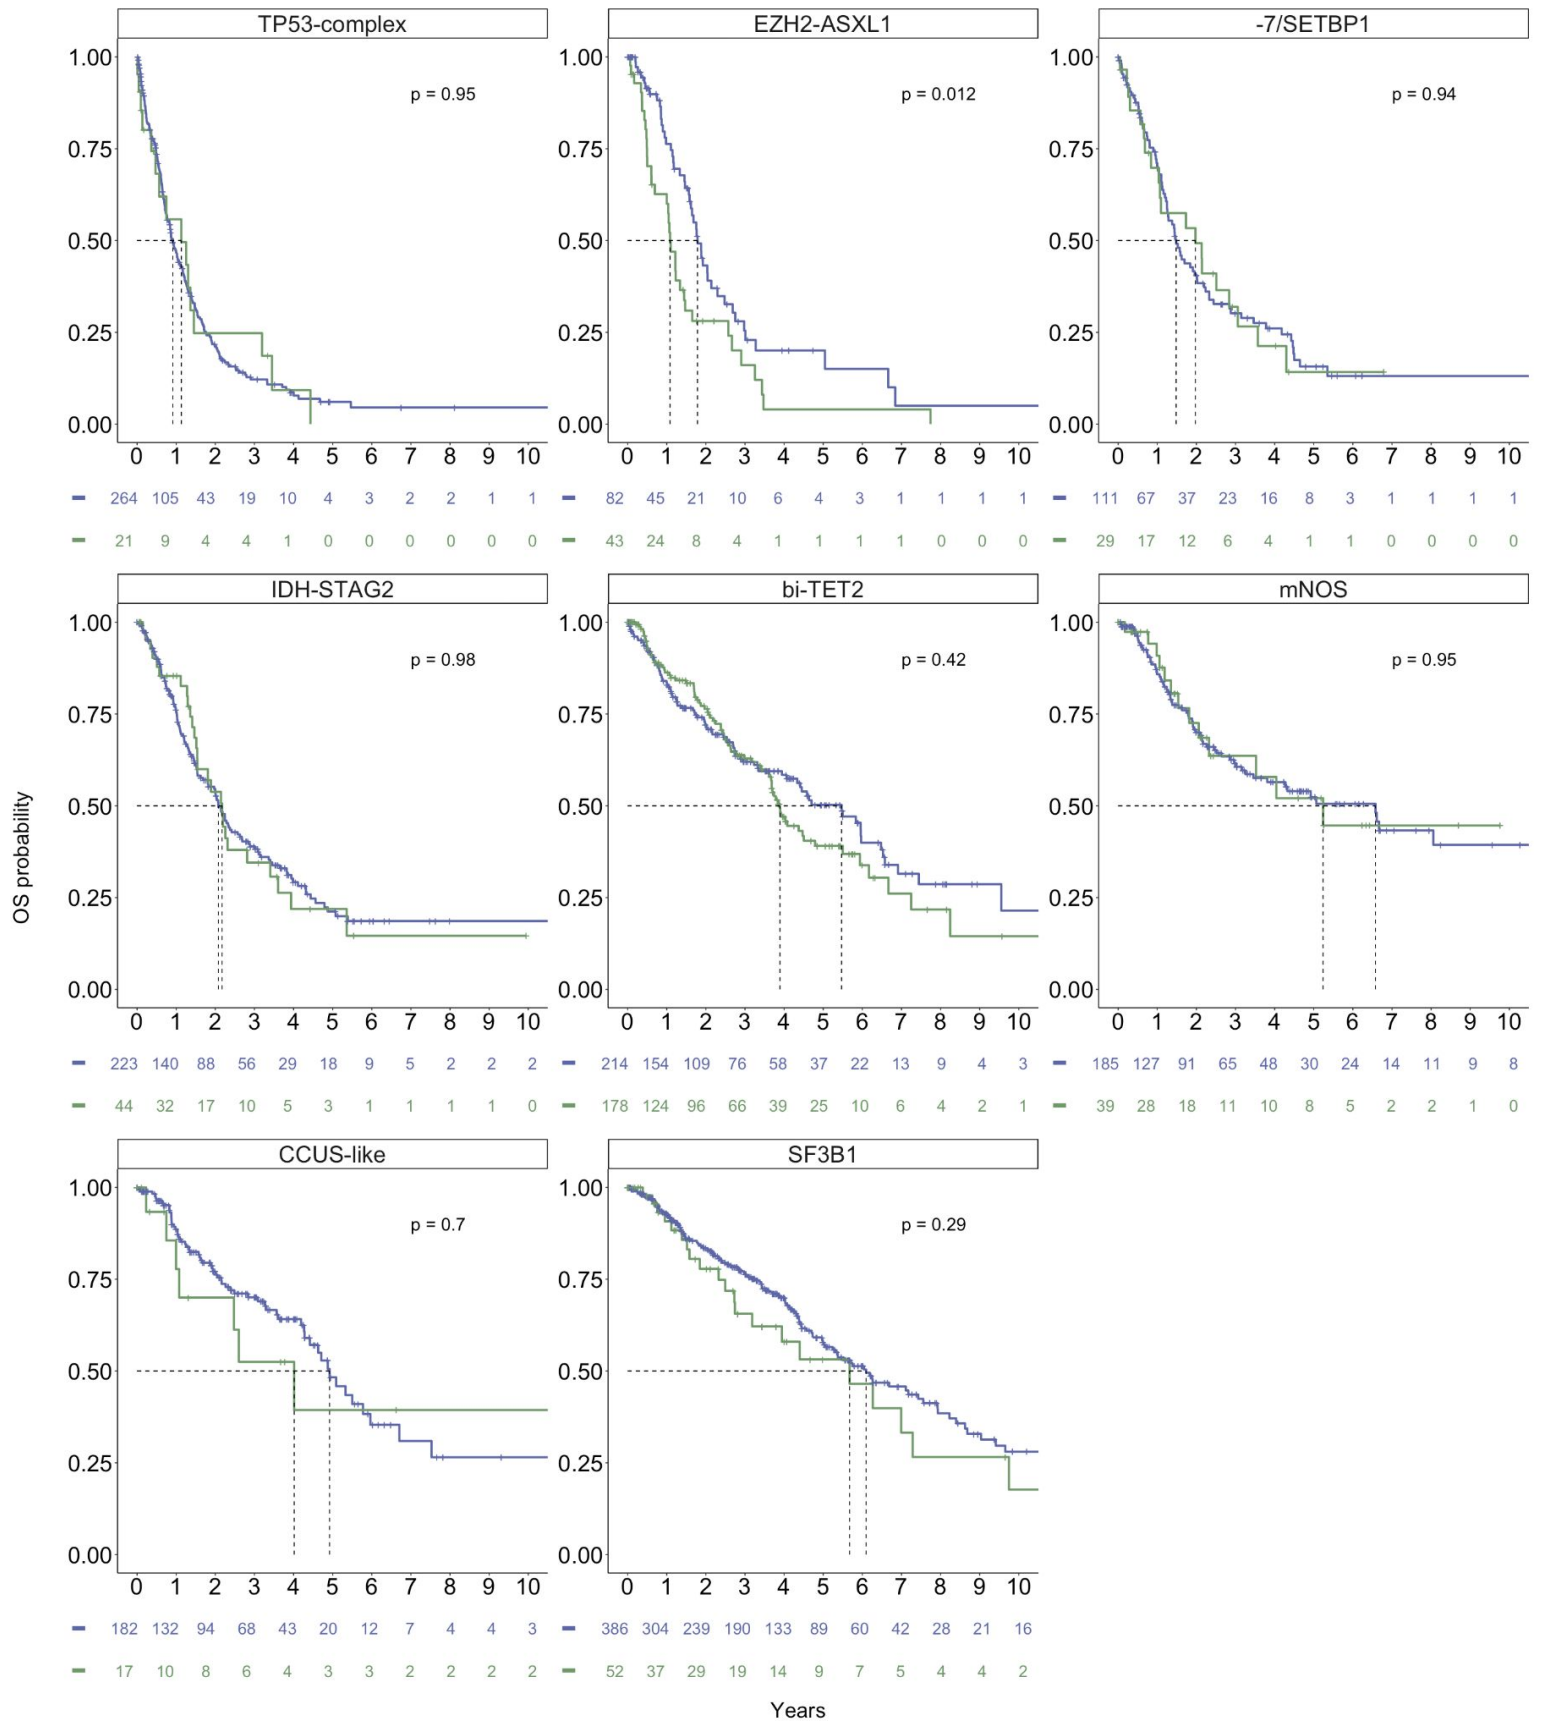 TP53-complex EZH2-ASXL1 -7/SETBP1
1.00 1.00 1.00
p = 0.95 p = 0.012 p = 0.94
0.75 0.75 0.75
0.50 0.50 0.50
0.25 0.25 0.25
0.00 0.00 0.00
0 1 2 3 4 5 6 7 8 9 10 0 1 2 3 4 5 6 7 8 9 10 0 1 2 3 4 5 6 7 8 9 10
264 105 43 19 10 4 3 2 2 1 1 82 45 21 10 6 4 3 1 1 1 1 111 67 37 23 16 8 3 1 1 1 1
21 9 4 4 1 0 0 0 0 0 0 43 24 8 4 1 1 1 1 0 0 0 29 17 12 6 4 1 1 0 0 0 0
IDH-STAG2 bi-TET2 mNOS
1.00 1.00 1.00
p = 0.98 p = 0.42 p = 0.95
0.75 0.75 0.75
0.50 0.50 0.50
OS probability
0.25 0.25 0.25
0.00 0.00 0.00
0 1 2 3 4 5 6 7 8 9 10 0 1 2 3 4 5 6 7 8 9 10 0 1 2 3 4 5 6 7 8 9 10
223 140 88 56 29 18 9 5 2 2 2 214 154 109 76 58 37 22 13 9 4 3 185 127 91 65 48 30 24 14 11 9 8
44 32 17 10 5 3 1 1 1 1 0 178 124 96 66 39 25 10 6 4 2 1 39 28 18 11 10 8 5 2 2 1 0
CCUS-like SF3B1
1.00 1.00
p = 0.7 p = 0.29
0.75 0.75
0.50 0.50
0.25 0.25
0.00 0.00
0 1 2 3 4 5 6 7 8 9 10 0 1 2 3 4 5 6 7 8 9 10
182 132 94 68 43 20 12 7 4 4 3 386 304 239 190 133 89 60 42 28 21 16
17 10 8 6 4 3 3 2 2 2 2 52 37 29 19 14 9 7 5 4 4 2
Years